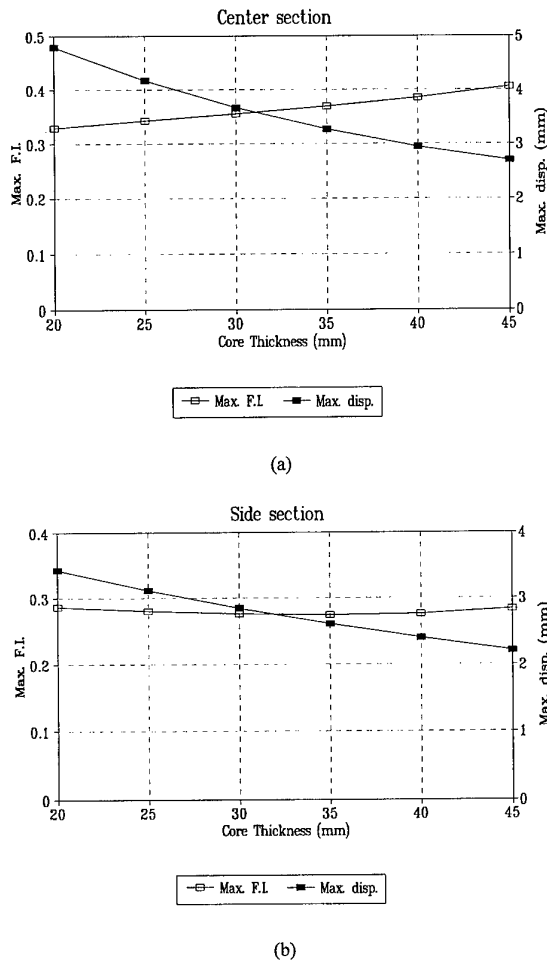 Center section
0.5
0.4
0.3
0.2
0.1
0
Max. F.I.
5
4
3
2
1
0
Max. disp. (mm)
20 25 30 35 40 45
Core Thickness (mm)
Max. F.I. Max. disp.
(a)
Side section
0.4
0.3
0.2
0.1
0
Max. F.I.
4
3
2
1
0
Max. disp. (mm)
20 25 30 35 40 45
Core Thickness (mm)
Max. F.I. Max. disp.
(b)